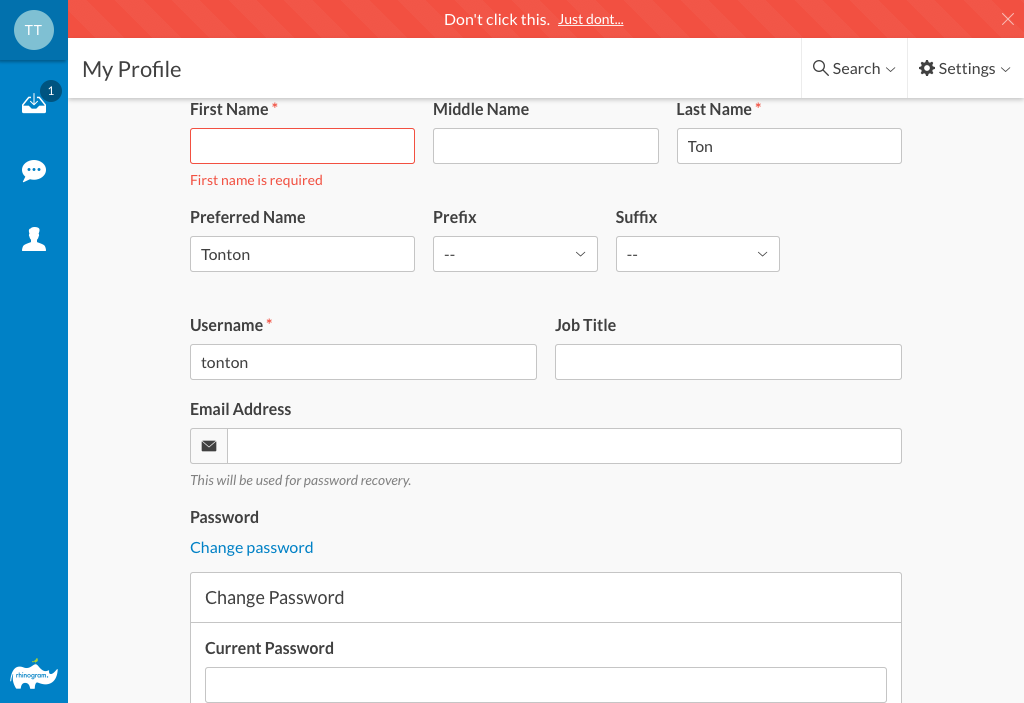 TT
Don't click this. Just dont...
1
My Profile
Search
Settings
First Name *
Middle Name
Last Name *
Ton
First name is required
Preferred Name
Prefix
Suffix
Tonton
--
--
Username *
Job Title
tonton
Email Address
This will be used for password recovery.
Password
Change password
Change Password
Current Password
rhinogram.